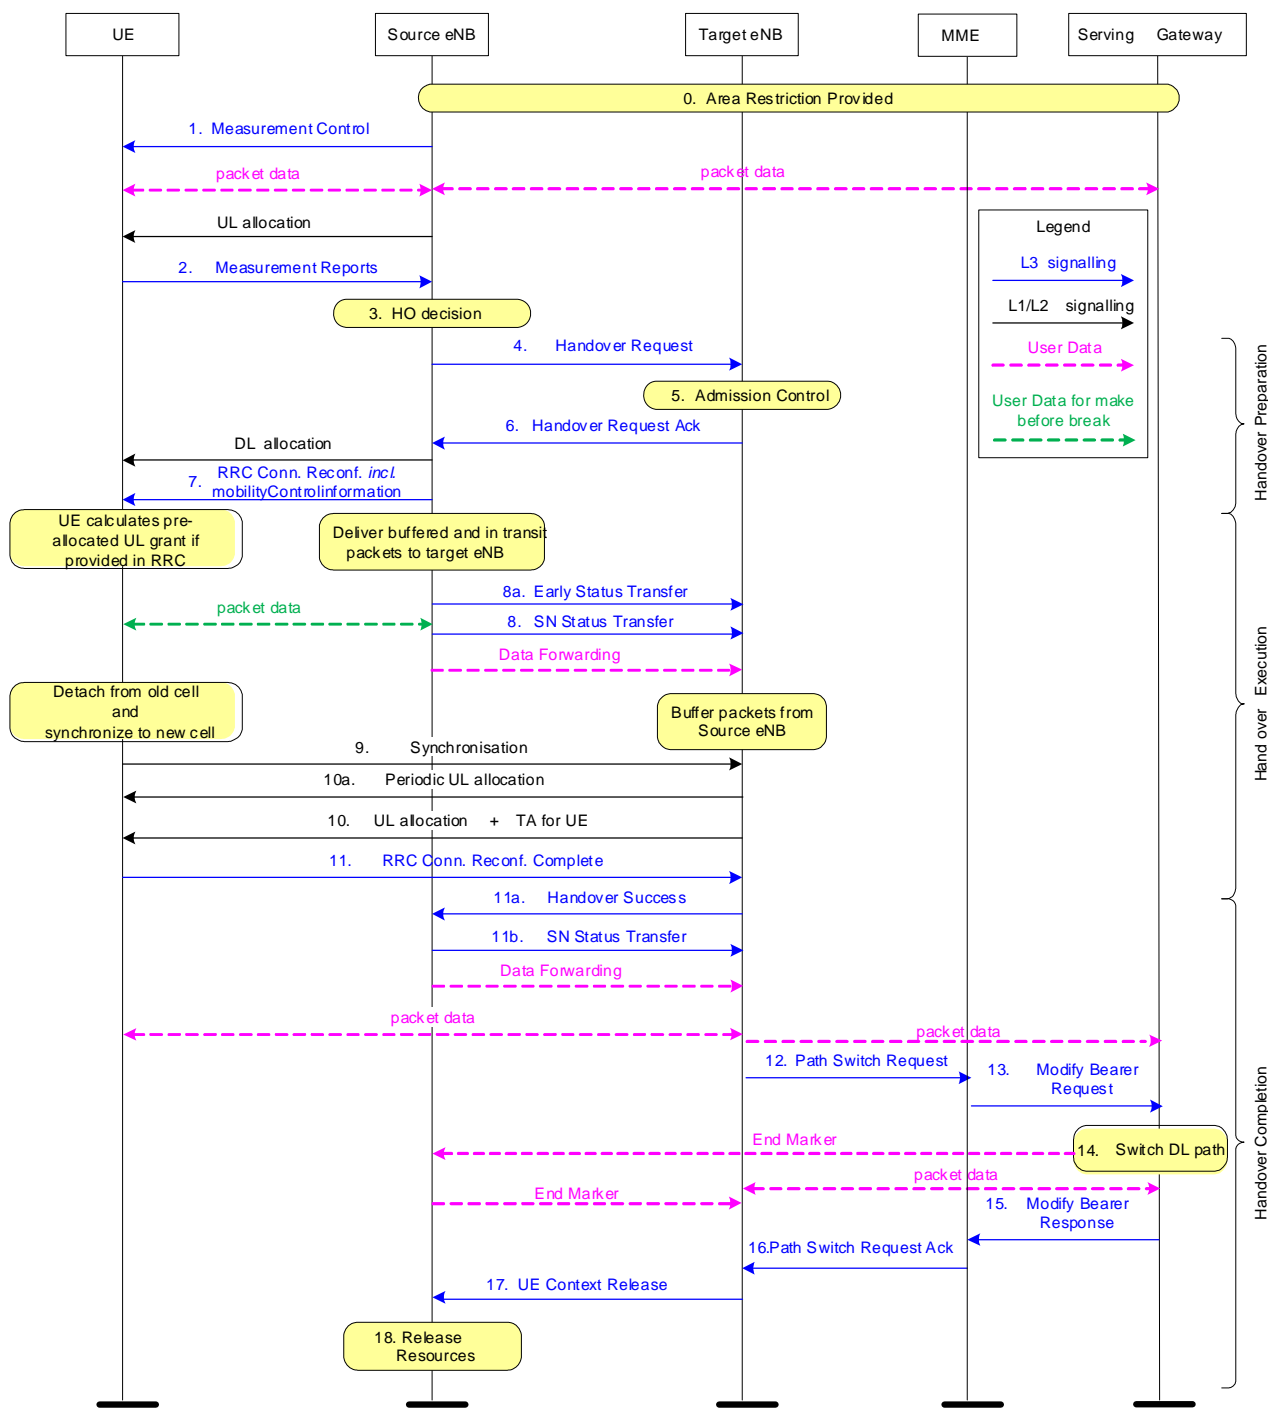 UE
Source eNB
Target eNB
MME
Serving Gateway
0. Area Restriction Provided
1. Measurement Control
packet data
packet data
UL allocation
Legend
L3 signalling
L1/L2 signalling
User Data
User Data for make
before break
2. Measurement Reports
3. HO decision
4. Handover Request
5. Admission Control
6. Handover Request Ack
DL allocation
7. RRC Conn. Reconf. incl.
mobilityControlinformation
Handover Preparation
UE calculates pre-
allocated UL grant if
provided in RRC
Deliver buffered and in transit
packets to target eNB
8a. Early Status Transfer
packet data
8. SN Status Transfer
Data Forwarding
Detach from old cell
and
synchronize to new cell
Buffer packets from
Source eNB
9. Synchronisation
10a. Periodic UL allocation
10. UL allocation + TA for UE
11. RRC Conn. Reconf. Complete
Hand over Execution
11a. Handover Success
11b. SN Status Transfer
Data Forwarding
packet data
packet data
12. Path Switch Request
13. Modify Bearer
Request
End Marker
14. Switch DL path
packet data
End Marker
15. Modify Bearer
Response
16.Path Switch Request Ack
17. UE Context Release
18. Release
Resources
Handover Completion